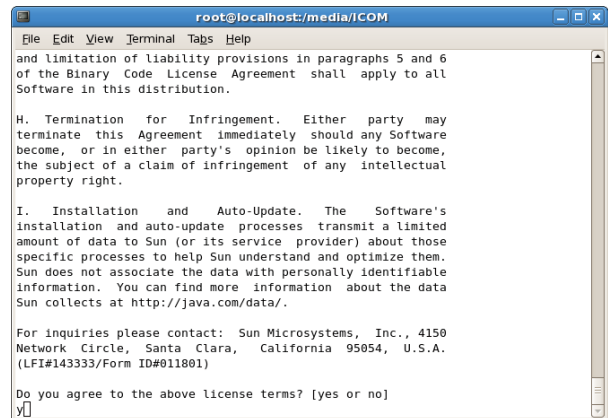 root@localhost:/media/ICOM
File Edit View Terminal Tabs Help
and limitation of liability provisions in paragraphs 5 and 6
of the Binary Code License Agreement shall apply to all
Software in this distribution.
H. Termination for Infringement. Either party may
terminate this Agreement immediately should any Software
become, or in either party's opinion be likely to become,
the subject of a claim of infringement of any intellectual
property right.
I. Installation and Auto-Update. The Software's
installation and auto-update processes transmit a limited
amount of data to Sun (or its service provider) about those
specific processes to help Sun understand and optimize them.
Sun does not associate the data with personally identifiable
information. You can find more information about the data
Sun collects at http://java.com/data/.
For inquiries please contact: Sun Microsystems, Inc., 4150
Network Circle, Santa Clara, California 95054, U.S.A.
(LFI#143333/Form ID#011801)
Do you agree to the above license terms? [yes or no]
y